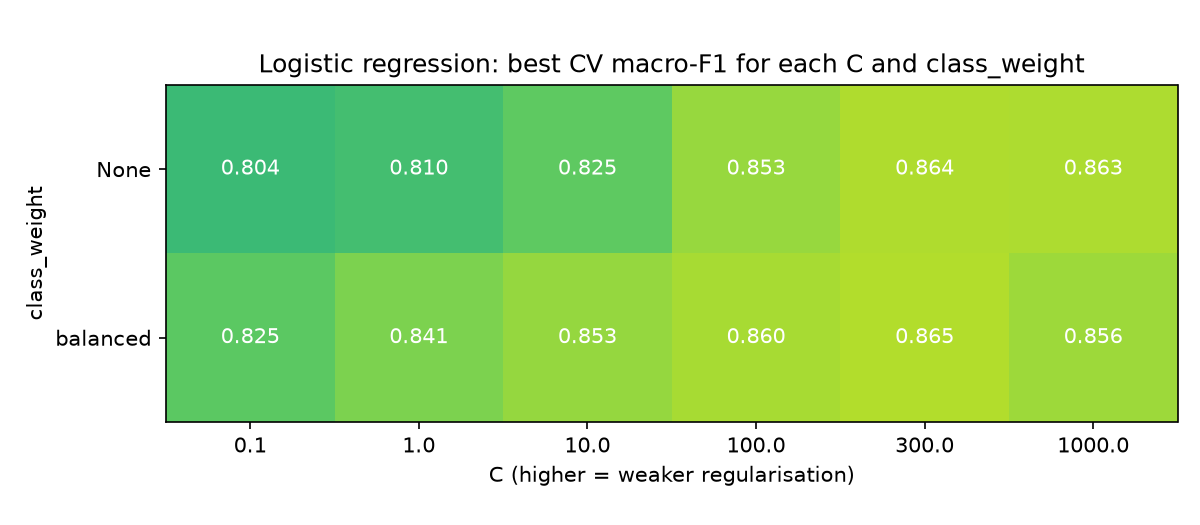 Logistic regression: best CV macro-F1 for each C and class_weight
class_weight
None
0.804 0.810 0.825 0.853 0.864 0.863
balanced
0.825 0.841 0.853 0.860 0.865 0.856
0.1 1.0 10.0 100.0 300.0 1000.0
C (higher = weaker regularisation)